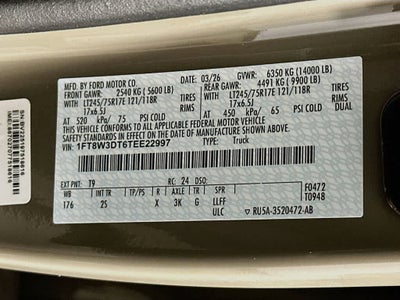 MFD. BY FORD MOTOR CO.
03/26 GVWR: 6350 KG (14000 LB)
FRONT GAWR: 2540 KG (5600 LB) REAR GAWR: 4491 KG (9900 LB)
LT245/75R17E 121/118R TIRES LT245/75R17E 121/118R TIRES
17x6.5J RIMS 17x6.5J RIMS
AT 520 kPa/ 75 PSI COLD AT 450 kPa/ 65 PSI COLD
THIS VEHICLE CONFORMS TO ALL APPLICABLE FEDERAL MOTOR VEHICLE
SAFETY STANDARDS IN EFFECT ON THE DATE OF MANUFACTURE SHOWN ABOVE.
VIN: 1FT8W3DT6TEE22997 TYPE: Truck
EXT PNT: T9 RC: 24 DSO: F0472
WB INT TR TP/PS R AXLE TR SPR T0948
176 2S X 3K G LLFF
ULC RU5A-3520472-AB